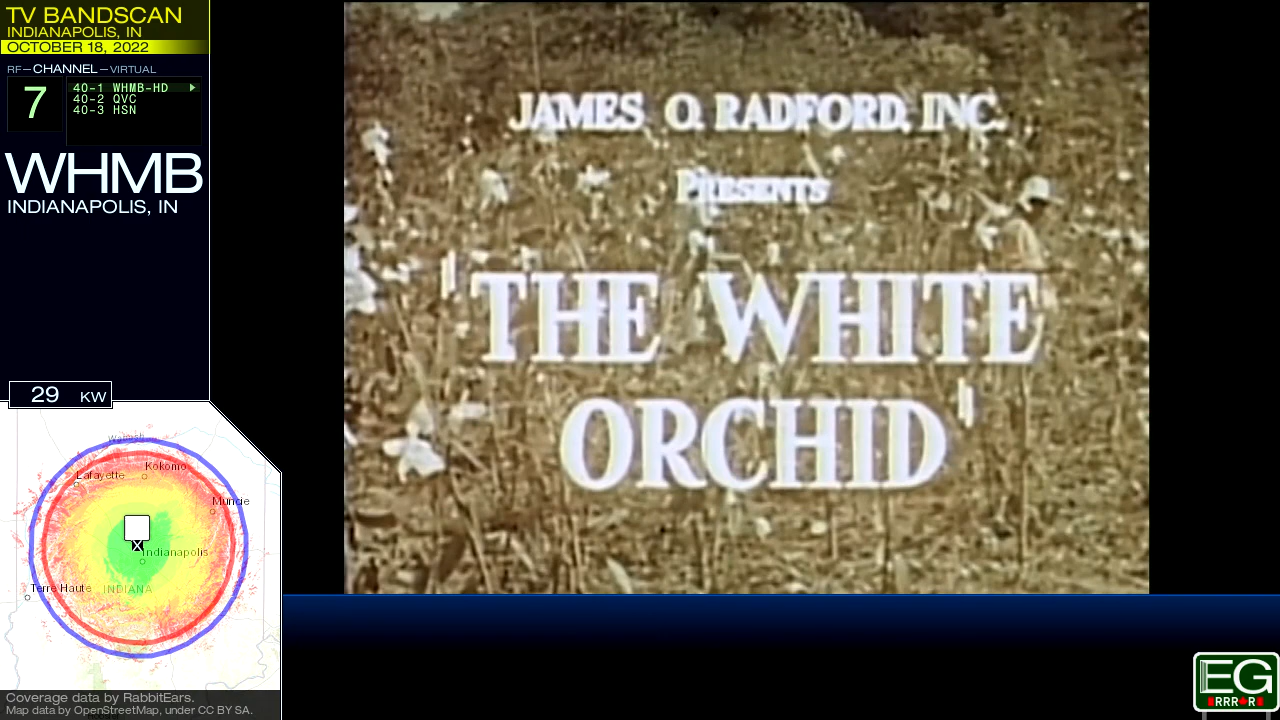 TV BANDSCAN
INDIANAPOLIS, IN
OCTOBER 18, 2022
RF — CHANNEL — VIRTUAL
7
40-1 WHMB-HD
40-2 QVC
40-3 HSN
WHMB
INDIANAPOLIS, IN
29 KW
Wabash
Kokomo
Lafayette
Muncie
Indianapolis
Terre Haute
INDIANA
Coverage data by RabbitEars.
Map data by OpenStreetMap, under CC BY SA.
JAMES O. RADFORD, INC.
PRESENTS
"THE WHITE
ORCHID"
EG